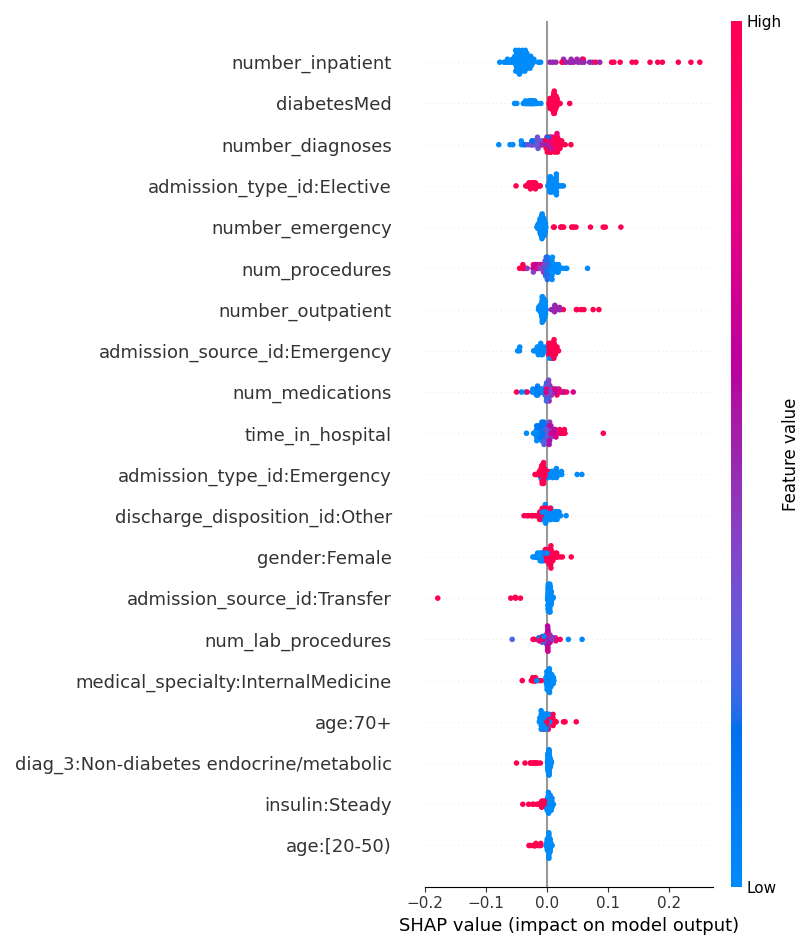 High
number_inpatient
diabetesMed
number_diagnoses
admission_type_id:Elective
number_emergency
num_procedures
number_outpatient
admission_source_id:Emergency
num_medications
time_in_hospital
admission_type_id:Emergency
discharge_disposition_id:Other
gender:Female
admission_source_id:Transfer
num_lab_procedures
medical_specialty:InternalMedicine
age:70+
diag_3:Non-diabetes endocrine/metabolic
insulin:Steady
age:[20-50)
Feature value
Low
−0.2 −0.1 0.0 0.1 0.2
SHAP value (impact on model output)